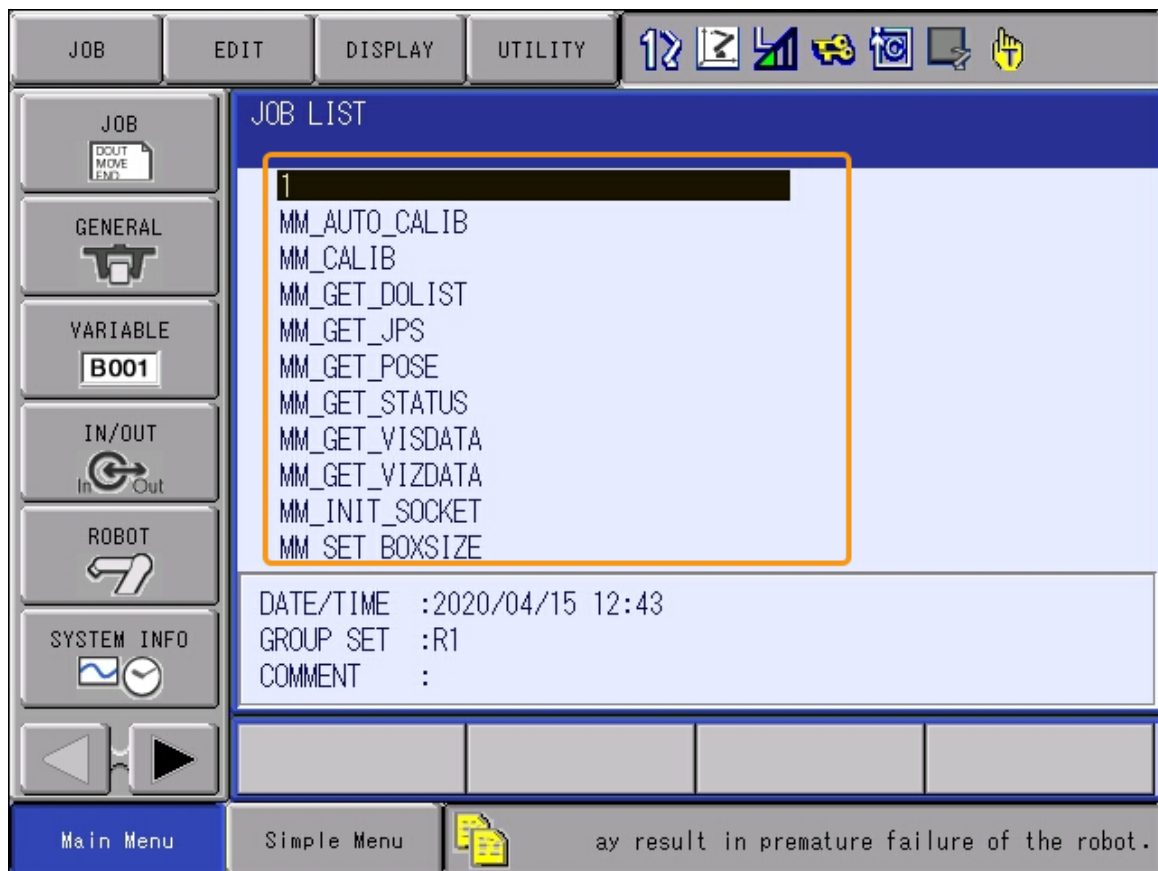 JOB EDIT DISPLAY UTILITY
JOB
DOUT
MOVE
END
GENERAL
VARIABLE
B001
IN/OUT
In Out
ROBOT
SYSTEM INFO
JOB LIST
1
MM_AUTO_CALIB
MM_CALIB
MM_GET_DOLIST
MM_GET_JPS
MM_GET_POSE
MM_GET_STATUS
MM_GET_VISDATA
MM_GET_VIZDATA
MM_INIT_SOCKET
MM_SET_BOXSIZE
DATE/TIME :2020/04/15 12:43
GROUP SET :R1
COMMENT :
Main Menu Simple Menu ay result in premature failure of the robot.